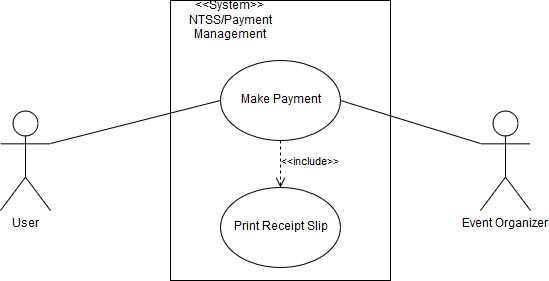 <<System>>
NTSS/Payment
Management
Make Payment
<<include>>
Print Receipt Slip
User
Event Organizer